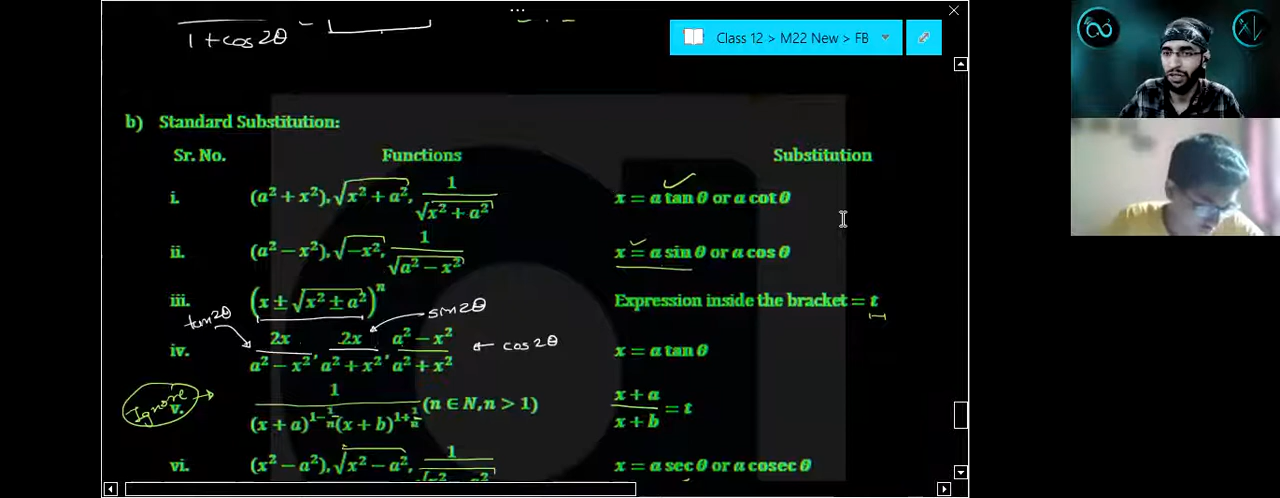 ...
1 + cos2θ
Class 12 > M22 New > FB
b) Standard Substitution:
Sr. No. Functions Substitution
i. (a² + x²), √(x² + a²), 1/√(x² + a²) x = a tan θ or a cot θ
ii. (a² − x²), √(−x²), 1/√(a² − x²) x = a sin θ or a cos θ
iii. (x ± √(x² ± a²))ⁿ Expression inside the bracket = t
tan2θ sin2θ
iv. 2x/(a² − x²), 2x/(a² + x²), (a² − x²)/(a² + x²) cos2θ x = a tan θ
Ignore
v. 1/((x + a)^(1−1/n) (x + b)^(1+1/n)) (n ∈ N, n > 1) (x + a)/(x + b) = t
vi. (x² − a²), √(x² − a²), 1/√(x² − a²) x = a sec θ or a cosec θ